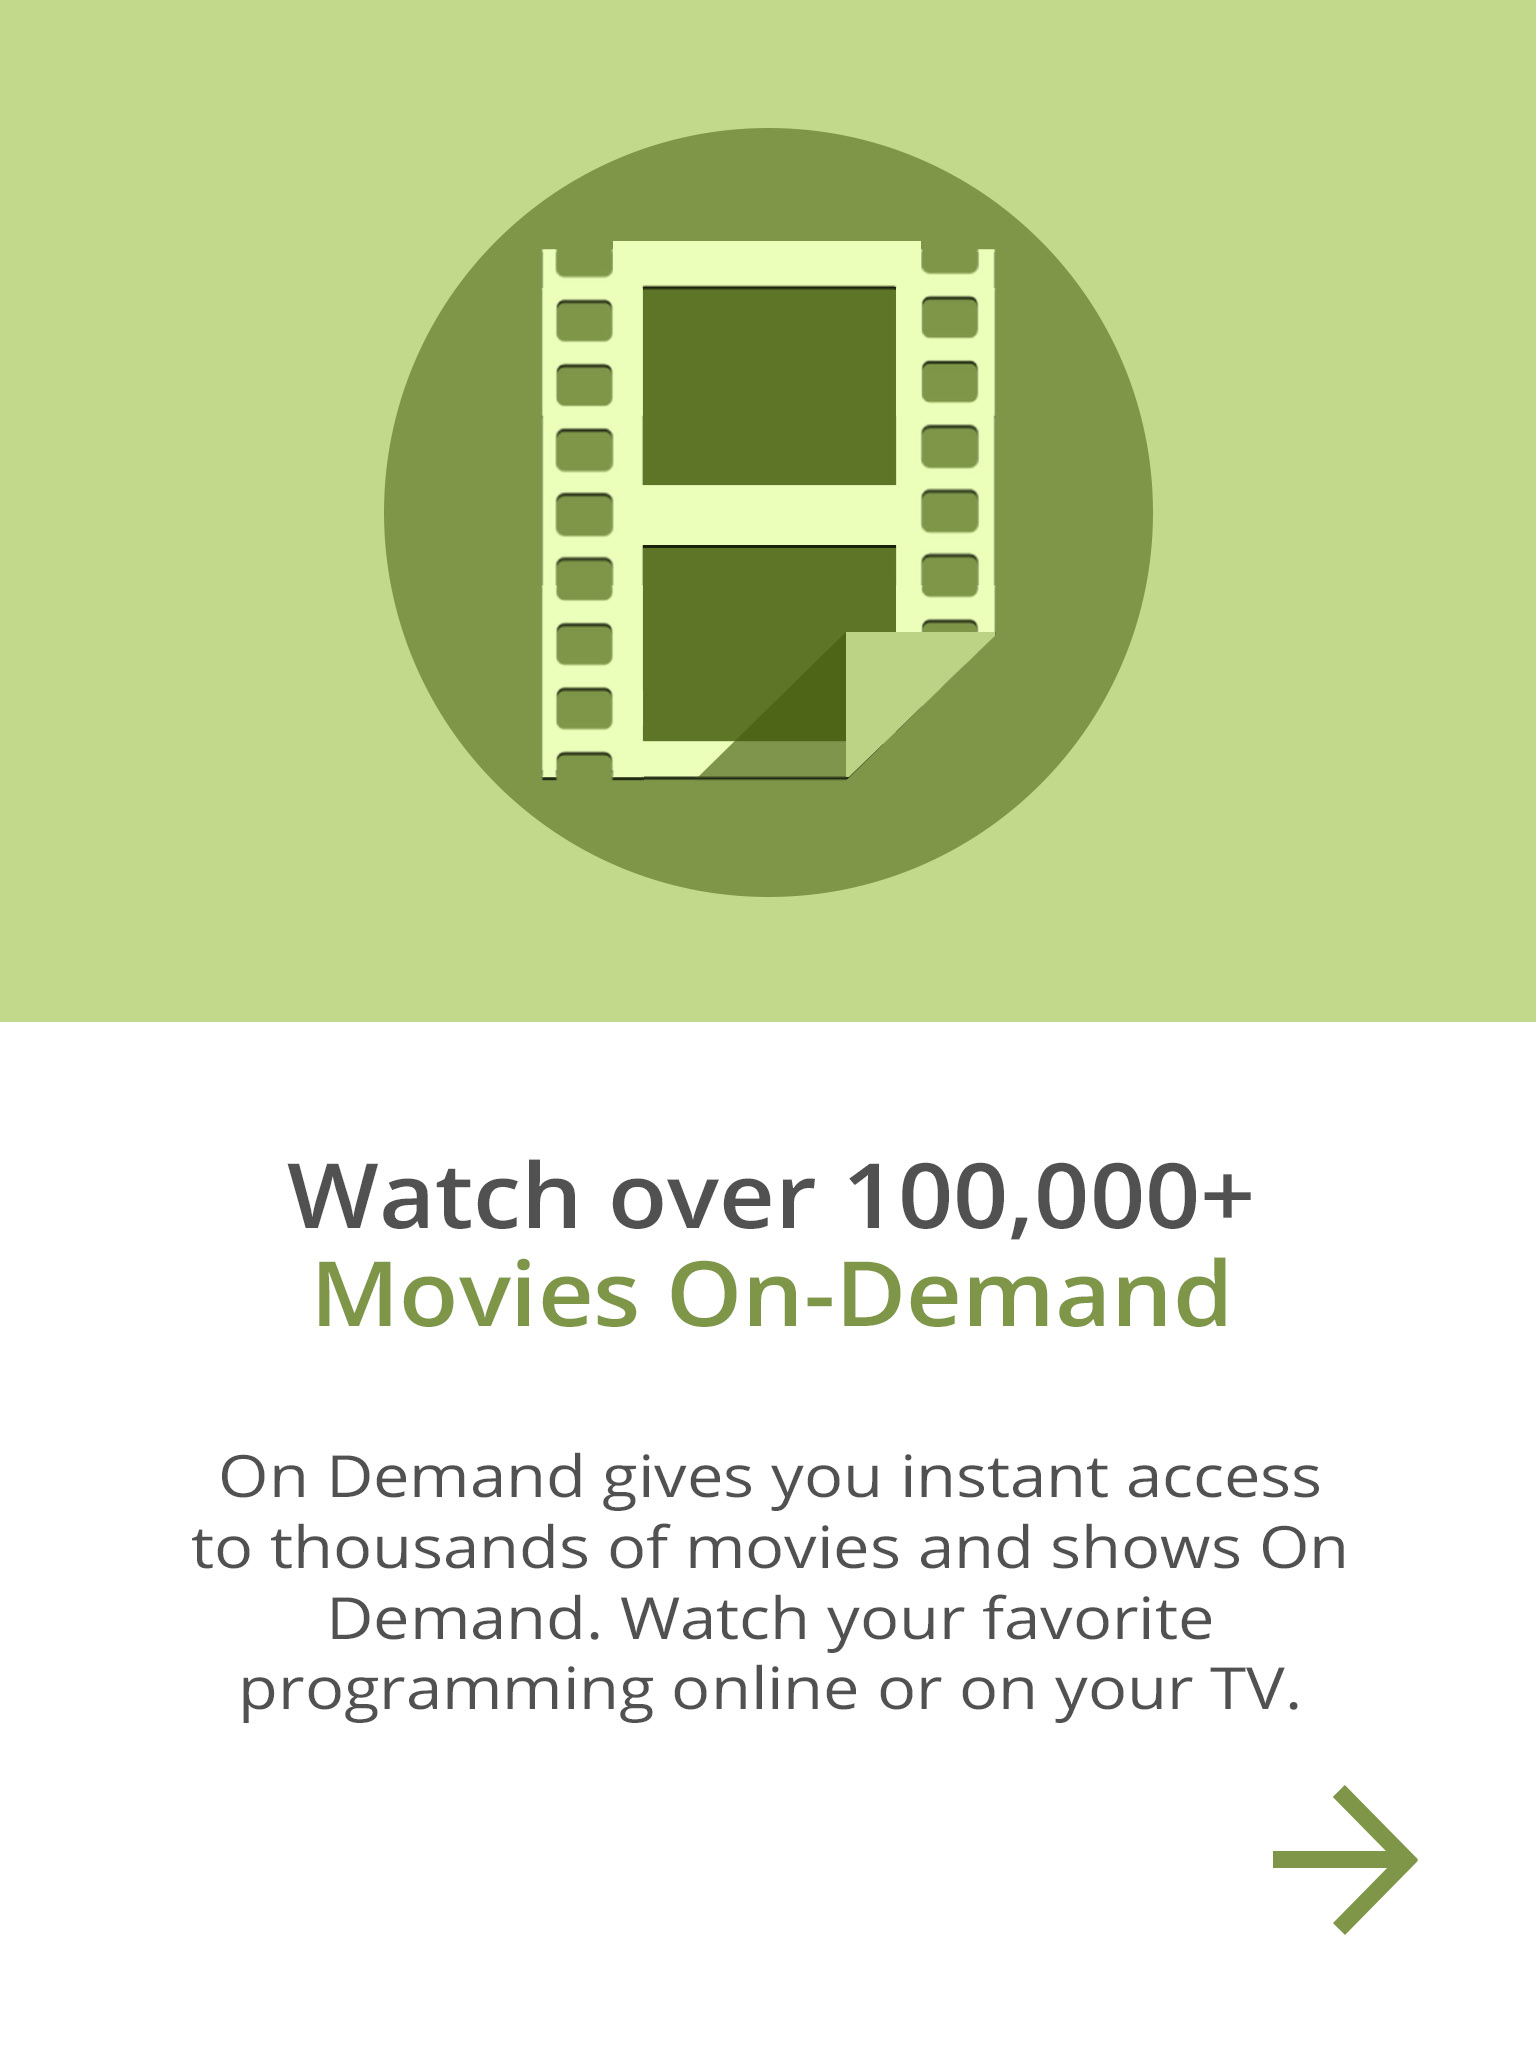 Watch over 100,000+
Movies On-Demand
On Demand gives you instant access
to thousands of movies and shows On
Demand. Watch your favorite
programming online or on your TV.